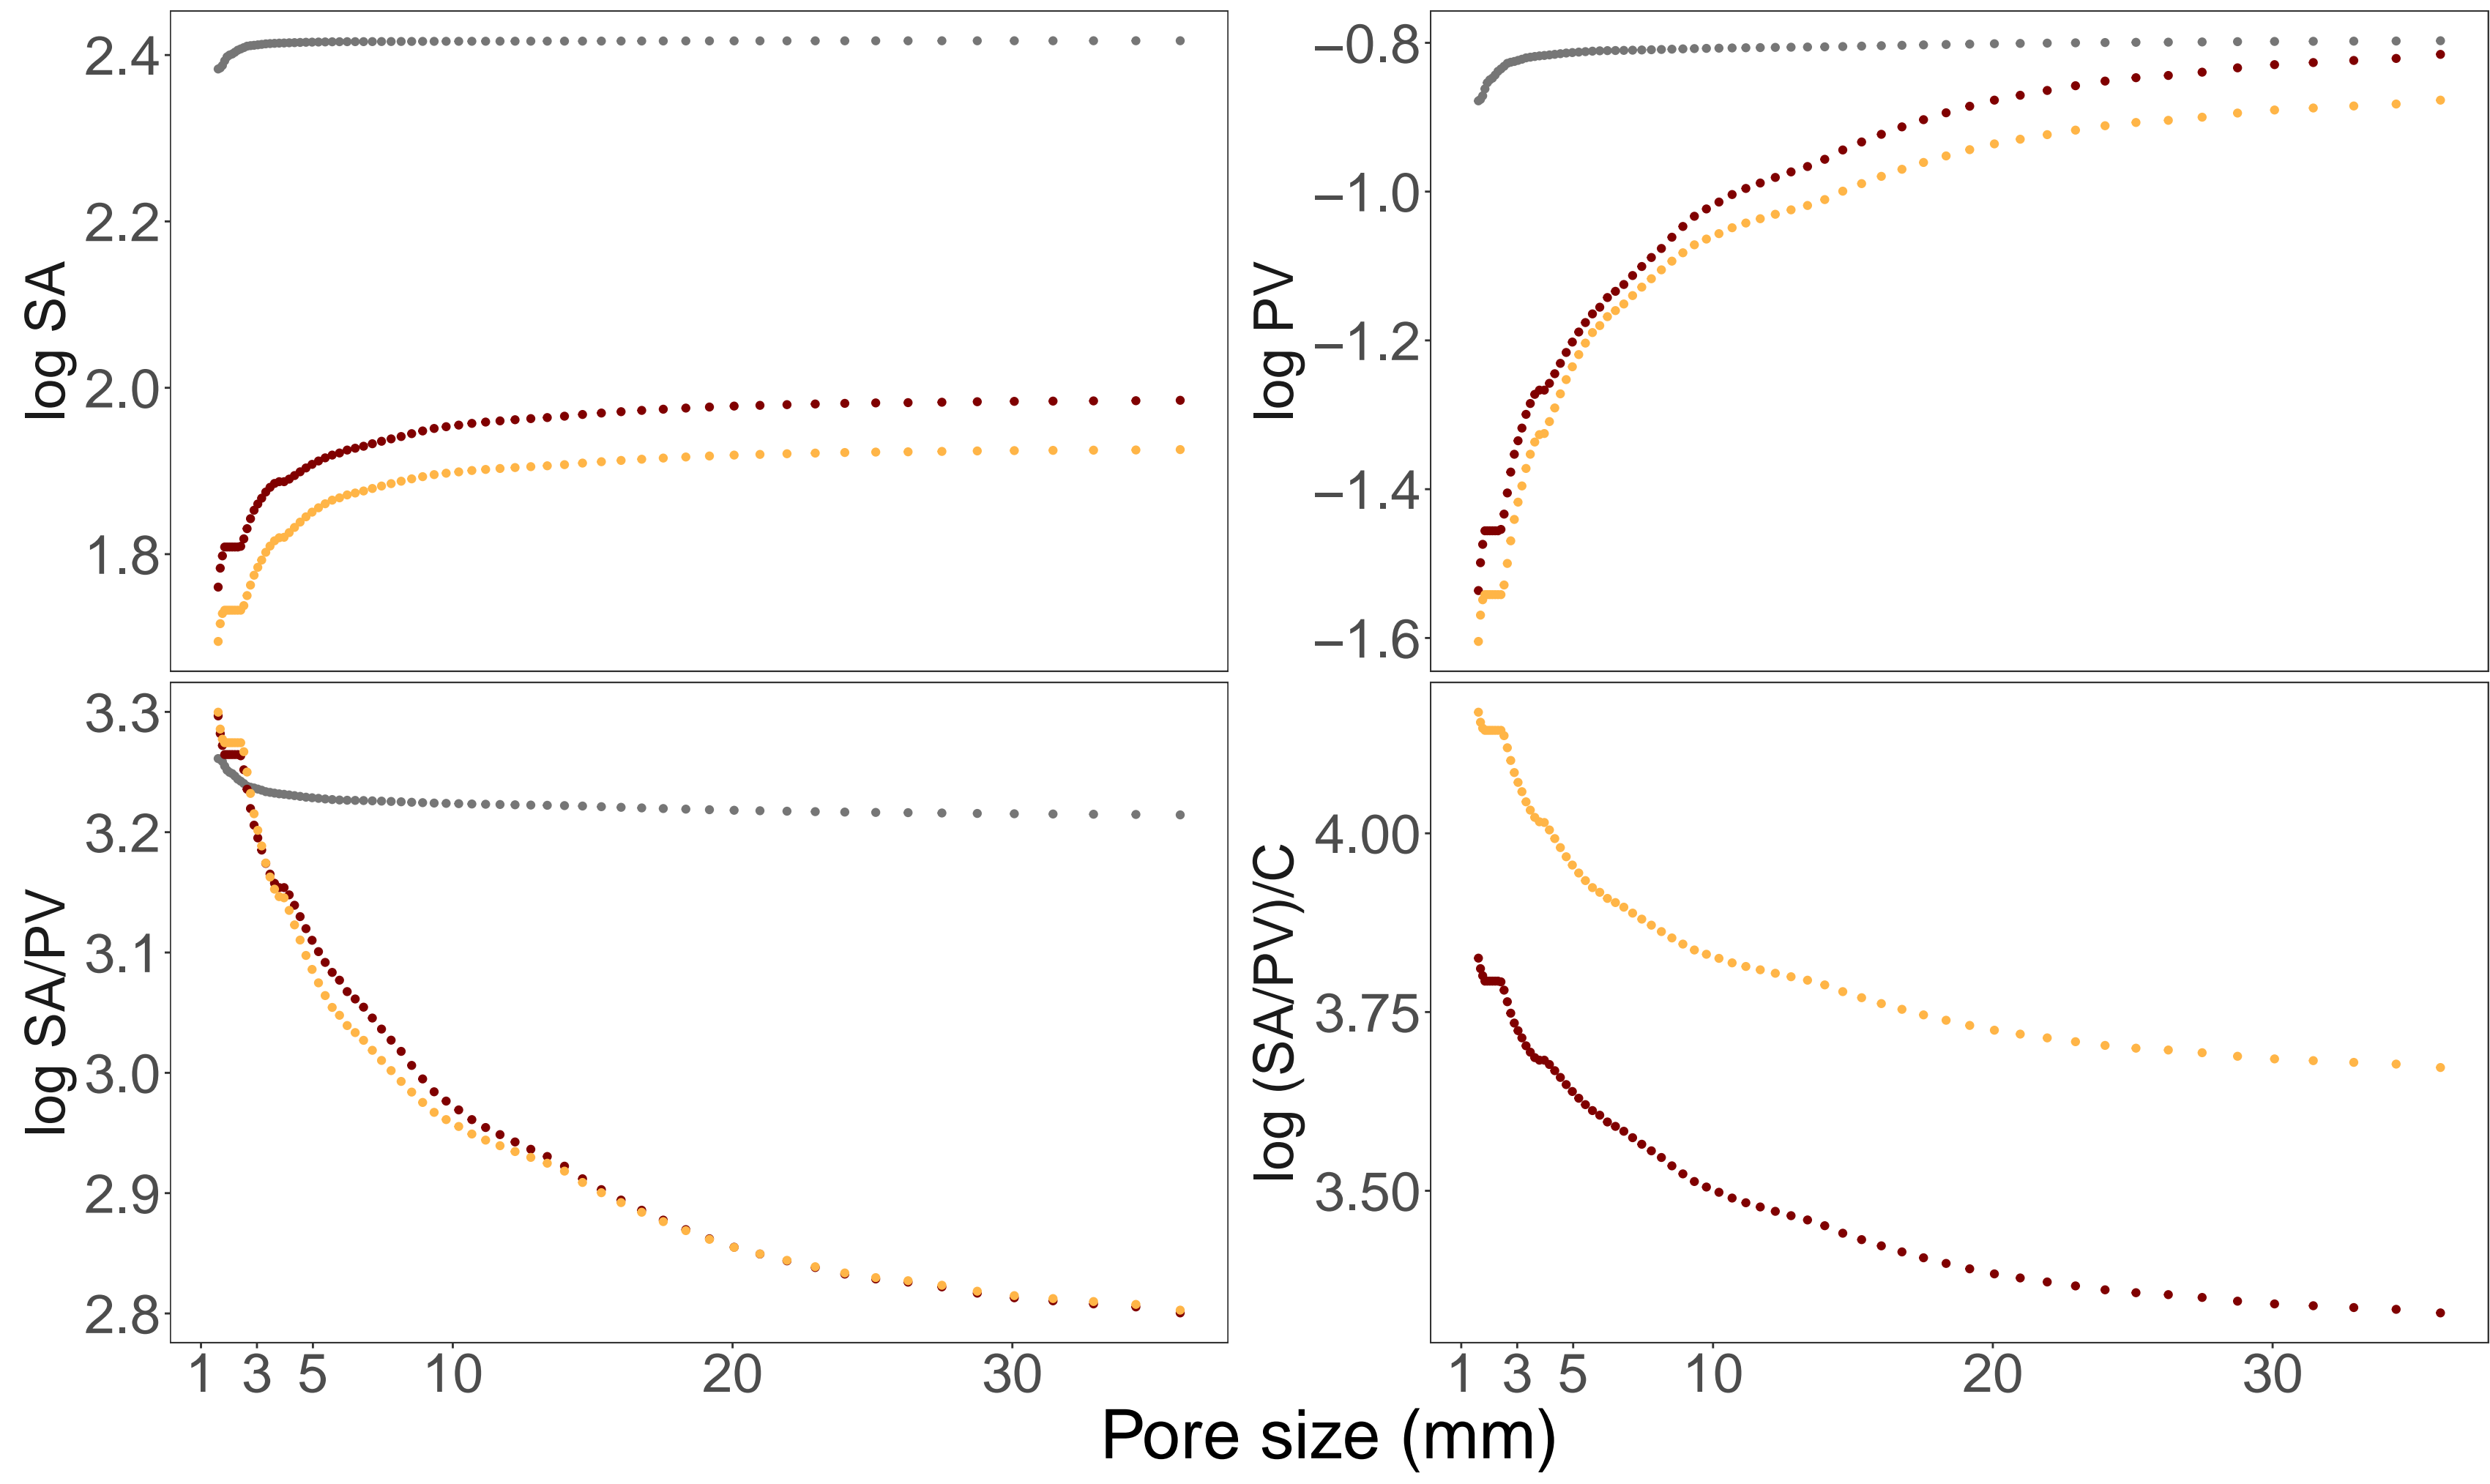 log SA
2.4
2.2
2.0
1.8
log PV
−0.8
−1.0
−1.2
−1.4
−1.6
log SA/PV
3.3
3.2
3.1
3.0
2.9
2.8
log (SA/PV)/C
4.00
3.75
3.50
1 3 5 10 20 30
1 3 5 10 20 30
Pore size (mm)